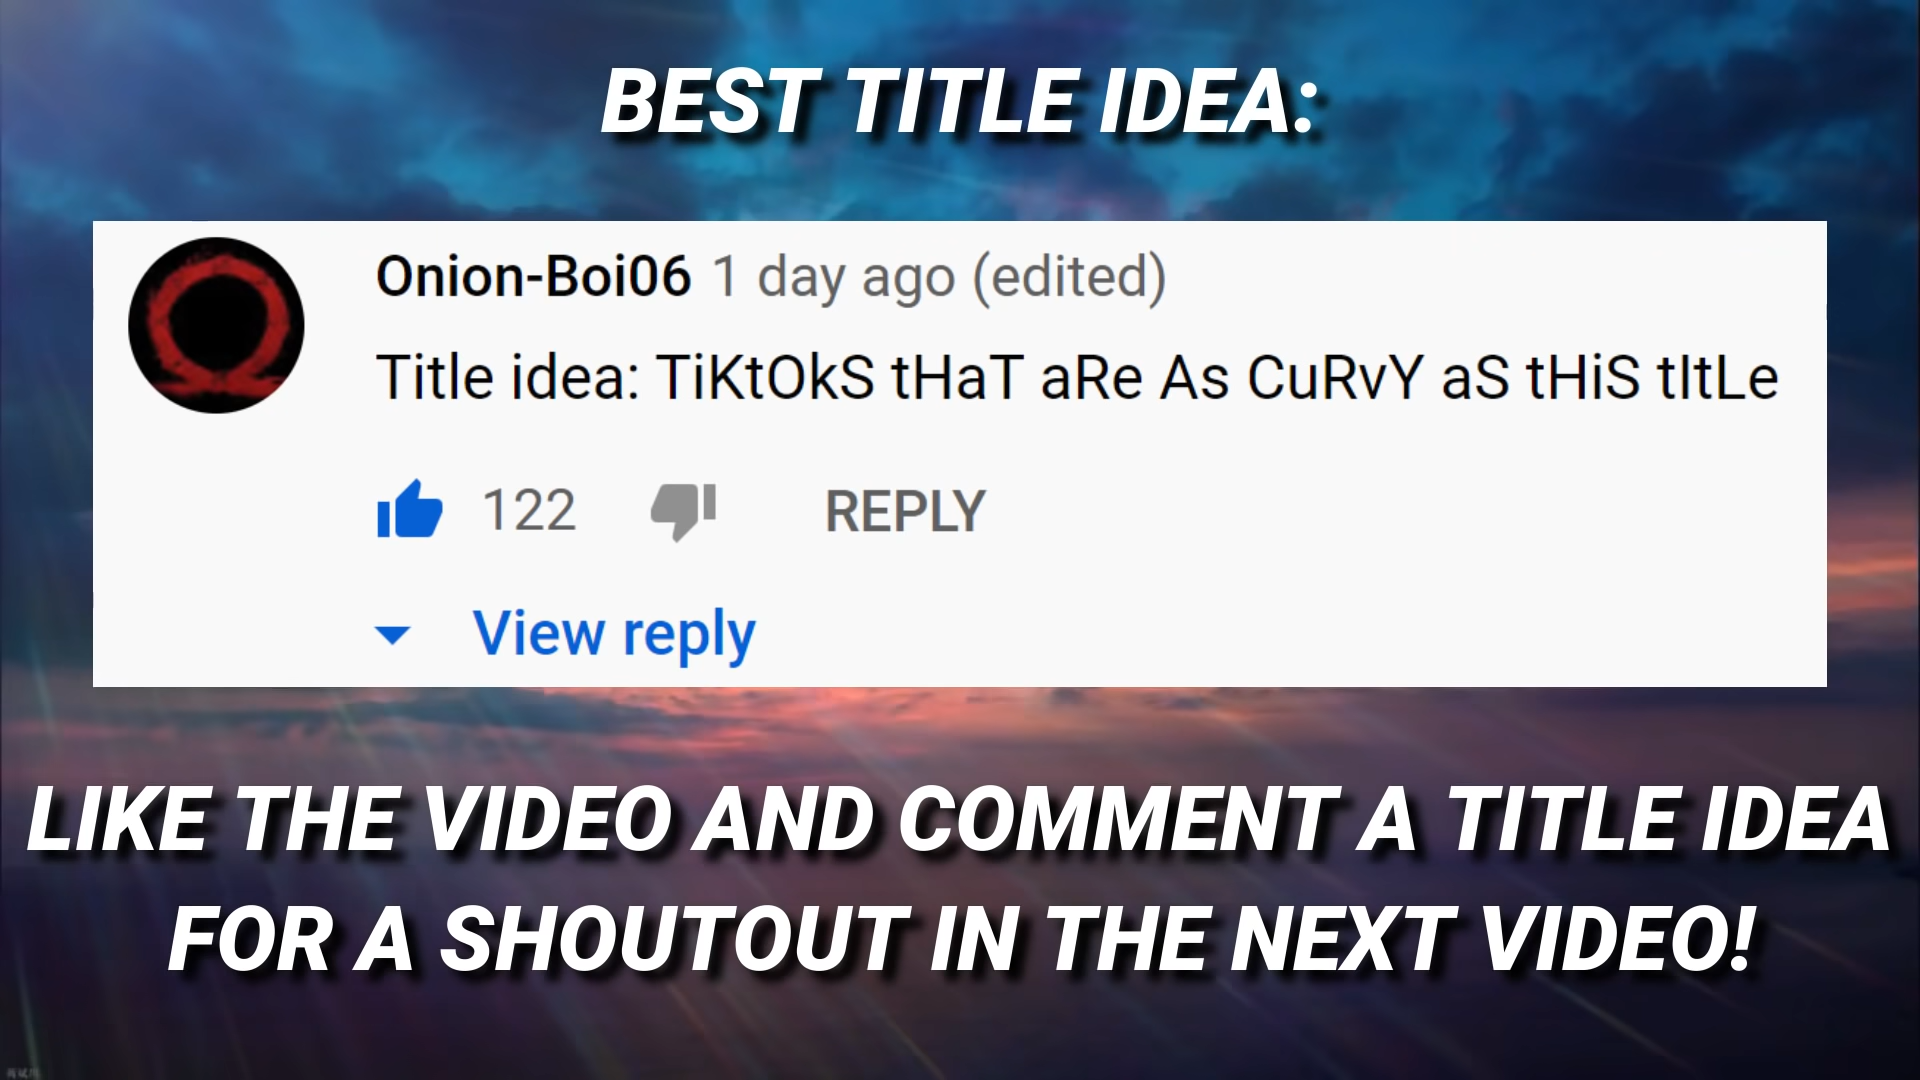 BEST TITLE IDEA:
Onion-Boi06 1 day ago (edited)
Title idea: TiKtOkS tHaT aRe As CuRvY aS tHiS tItLe
122 REPLY
View reply
LIKE THE VIDEO AND COMMENT A TITLE IDEA
FOR A SHOUTOUT IN THE NEXT VIDEO!